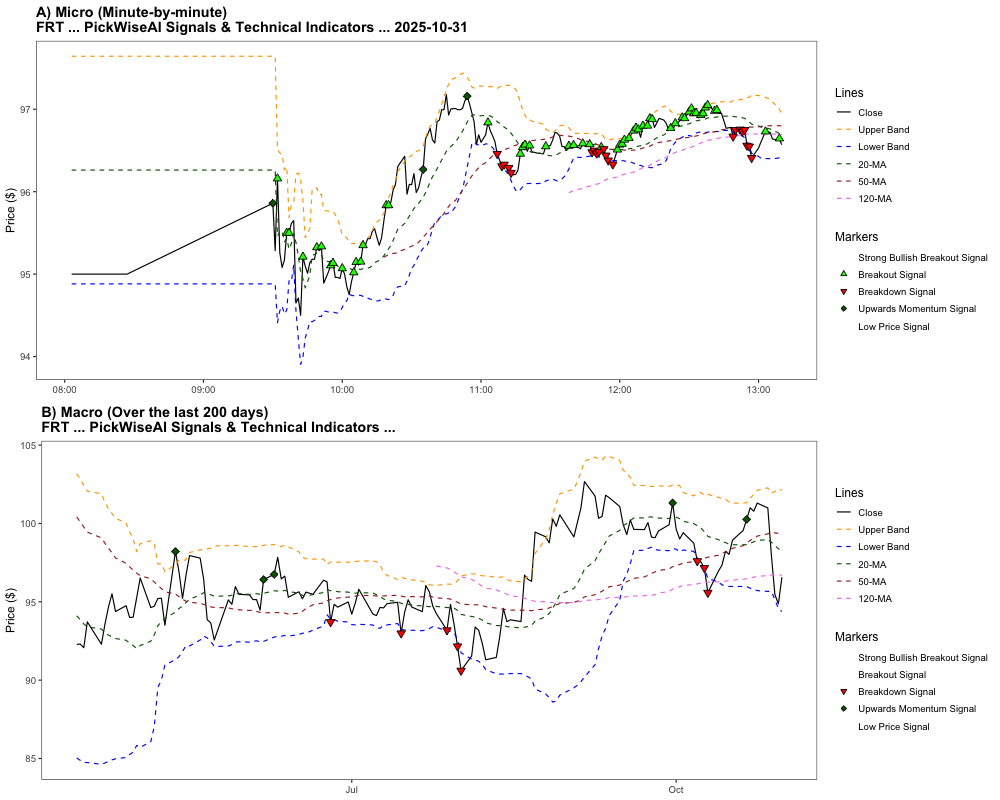 A) Micro (Minute-by-minute)
FRT ... PickWiseAI Signals & Technical Indicators ... 2025-10-31
Price ($)
97
96
95
94
08:00
09:00
10:00
11:00
12:00
13:00
Lines
Close
Upper Band
Lower Band
20-MA
50-MA
120-MA
Markers
Strong Bullish Breakout Signal
Breakout Signal
Breakdown Signal
Upwards Momentum Signal
Low Price Signal
B) Macro (Over the last 200 days)
FRT ... PickWiseAI Signals & Technical Indicators ...
Price ($)
105
100
95
90
85
Jul
Oct
Lines
Close
Upper Band
Lower Band
20-MA
50-MA
120-MA
Markers
Strong Bullish Breakout Signal
Breakout Signal
Breakdown Signal
Upwards Momentum Signal
Low Price Signal